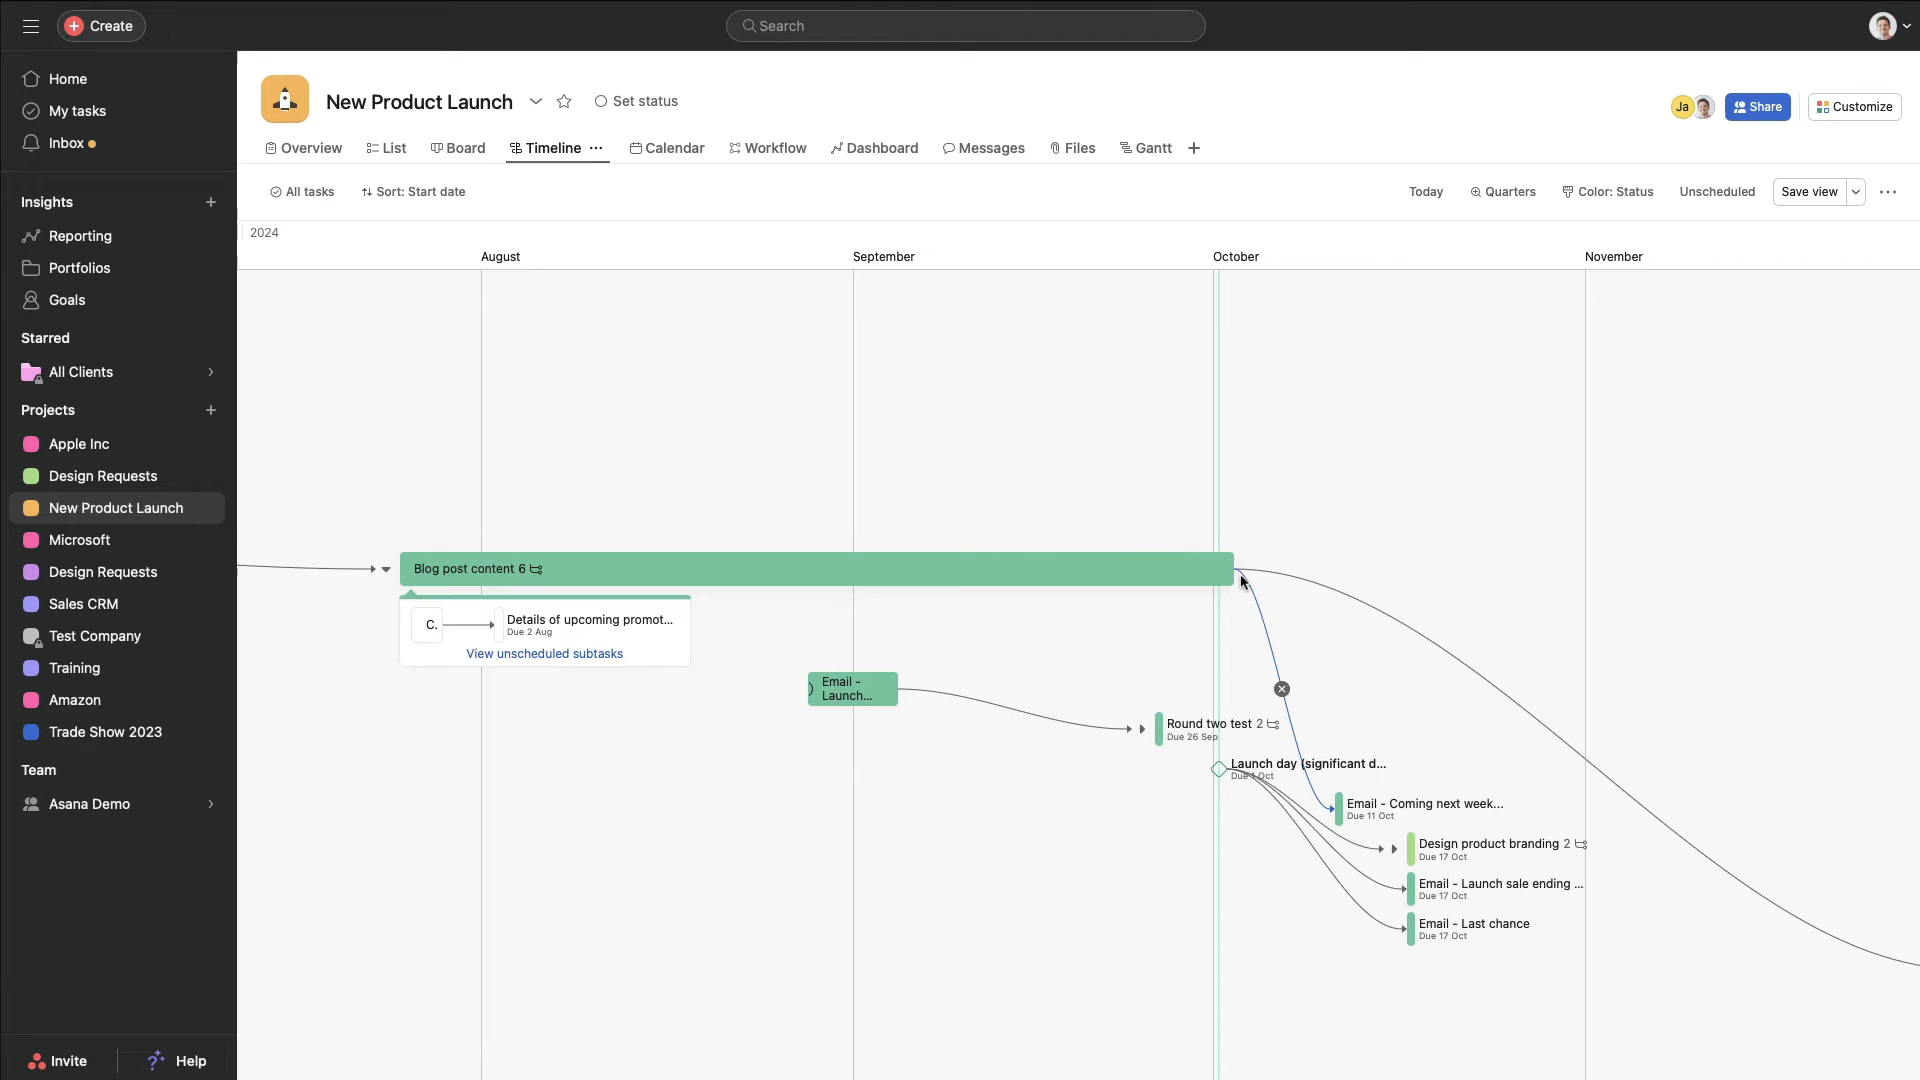 Create
Search
Home
My tasks
Inbox
Insights
Reporting
Portfolios
Goals
Starred
All Clients
Projects
Apple Inc
Design Requests
New Product Launch
Microsoft
Design Requests
Sales CRM
Test Company
Training
Amazon
Trade Show 2023
Team
Asana Demo
Invite
Help
New Product Launch
Set status
Ja
Share
Customize
Overview
List
Board
Timeline
Calendar
Workflow
Dashboard
Messages
Files
Gantt
All tasks
Sort: Start date
Today
Quarters
Color: Status
Unscheduled
Save view
2024
August
September
October
November
Blog post content 6
C.
Details of upcoming promot...
Due 2 Aug
View unscheduled subtasks
Email -
Launch...
Round two test 2
Due 26 Sep
Launch day (significant d...
Due 1 Oct
Email - Coming next week...
Due 11 Oct
Design product branding 2
Due 17 Oct
Email - Launch sale ending ...
Due 17 Oct
Email - Last chance
Due 17 Oct